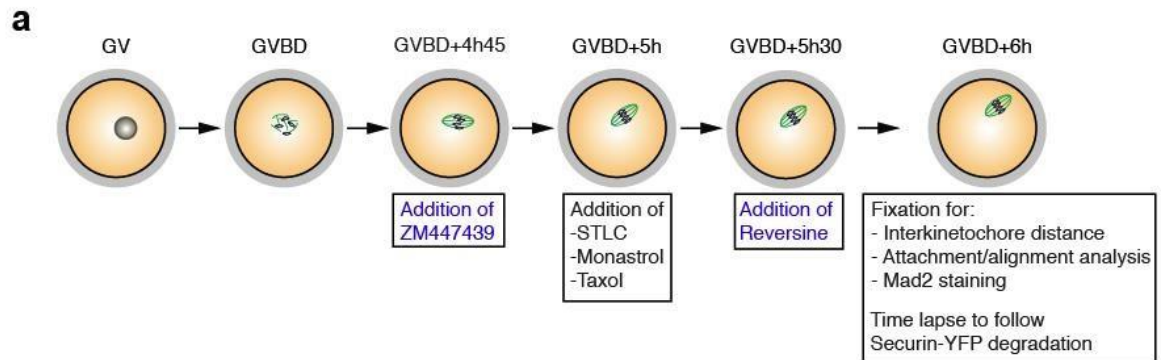 a
GV
GVBD
GVBD+4h45
GVBD+5h
GVBD+5h30
GVBD+6h
Addition of
ZM447439
Addition of
-STLC
-Monastrol
-Taxol
Addition of
Reversine
Fixation for:
- Interkinetochore distance
- Attachment/alignment analysis
- Mad2 staining
Time lapse to follow
Securin-YFP degradation